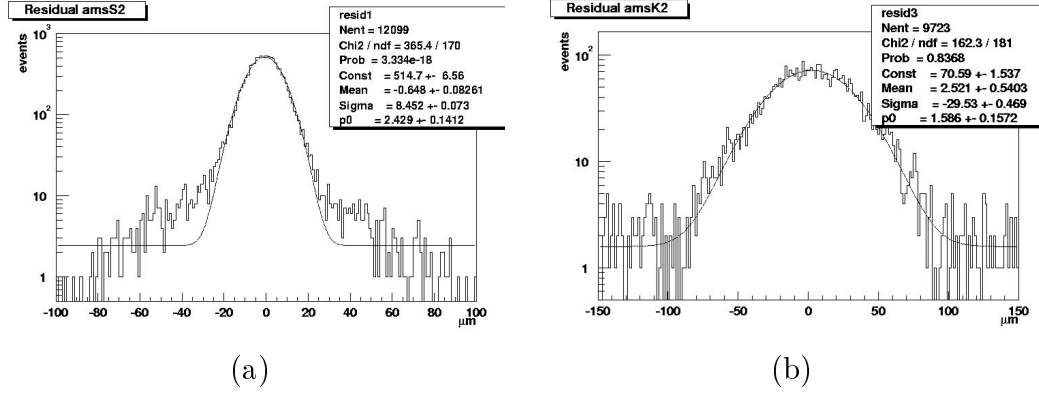 Residual amsS2
resid1
Nent = 12099
Chi2 / ndf = 365.4 / 170
Prob = 3.334e-18
Const = 514.7 +- 6.56
Mean = -0.648 +- 0.08261
Sigma = 8.452 +- 0.073
p0 = 2.429 +- 0.1412
events
10³
10²
10
1
-100 -80 -60 -40 -20 0 20 40 60 80 100
µm
(a)
Residual amsK2
resid3
Nent = 9723
Chi2 / ndf = 162.3 / 181
Prob = 0.8368
Const = 70.59 +- 1.537
Mean = 2.521 +- 0.5403
Sigma = -29.53 +- 0.469
p0 = 1.586 +- 0.1572
events
10²
10
1
-150 -100 -50 0 50 100 150
µm
(b)